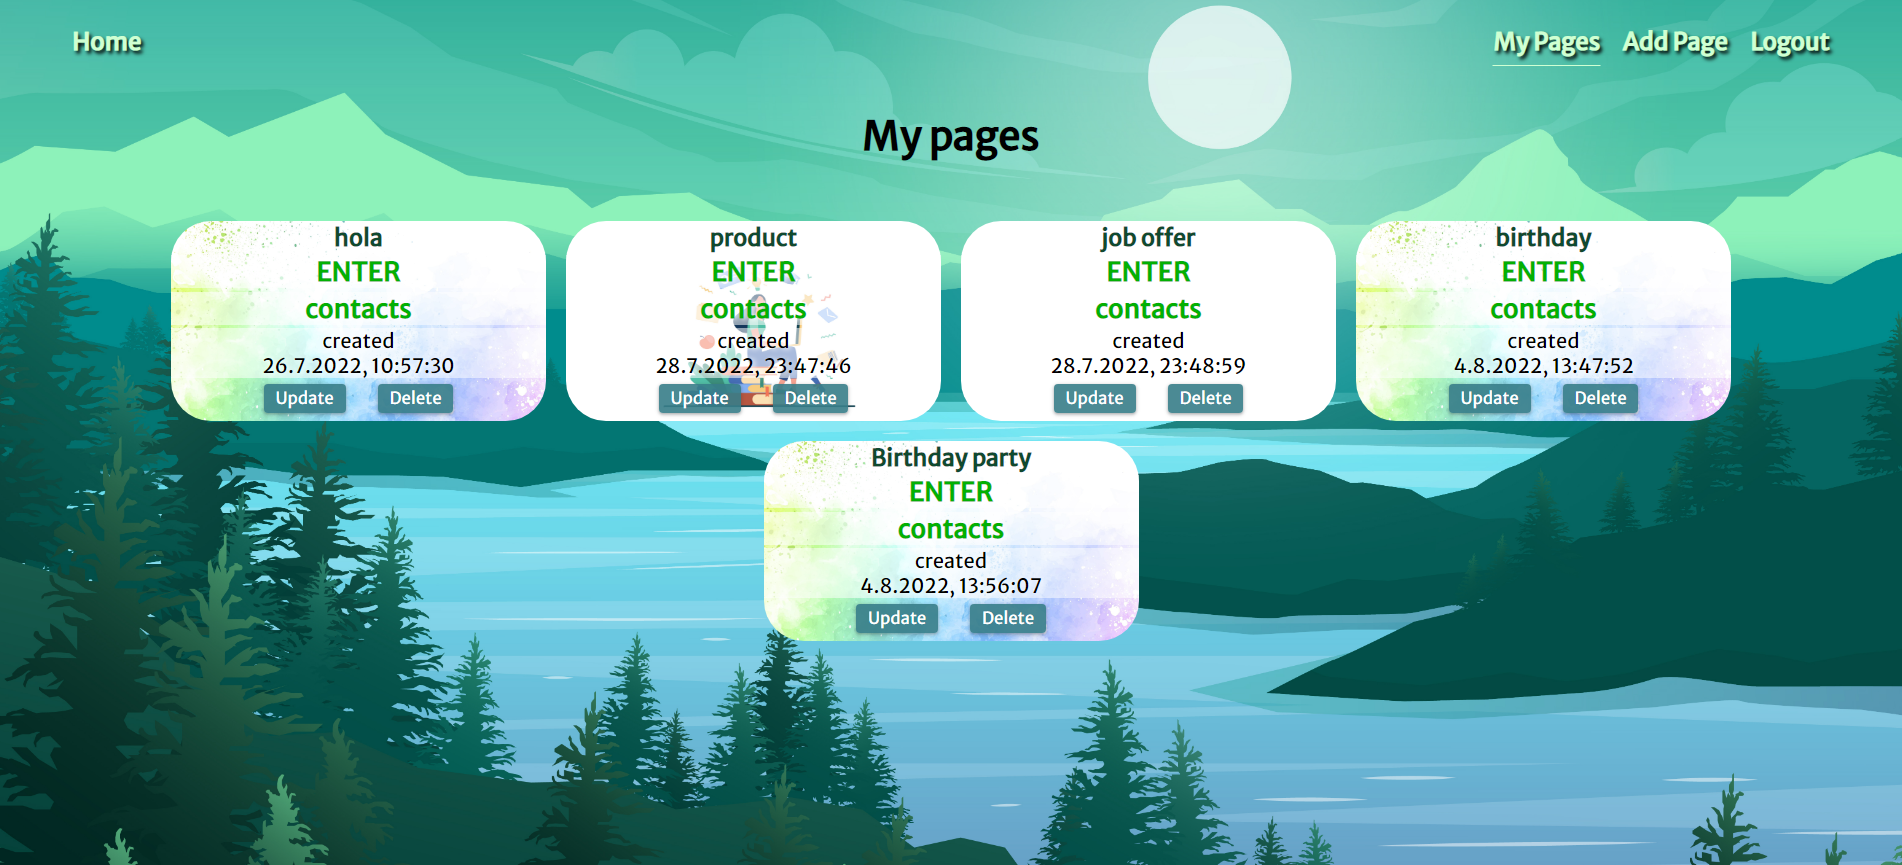 Home
My Pages Add Page Logout
My pages
hola
ENTER
contacts
created
26.7.2022, 10:57:30
Update Delete
product
ENTER
contacts
created
28.7.2022, 23:47:46
Update Delete
job offer
ENTER
contacts
created
28.7.2022, 23:48:59
Update Delete
birthday
ENTER
contacts
created
4.8.2022, 13:47:52
Update Delete
Birthday party
ENTER
contacts
created
4.8.2022, 13:56:07
Update Delete